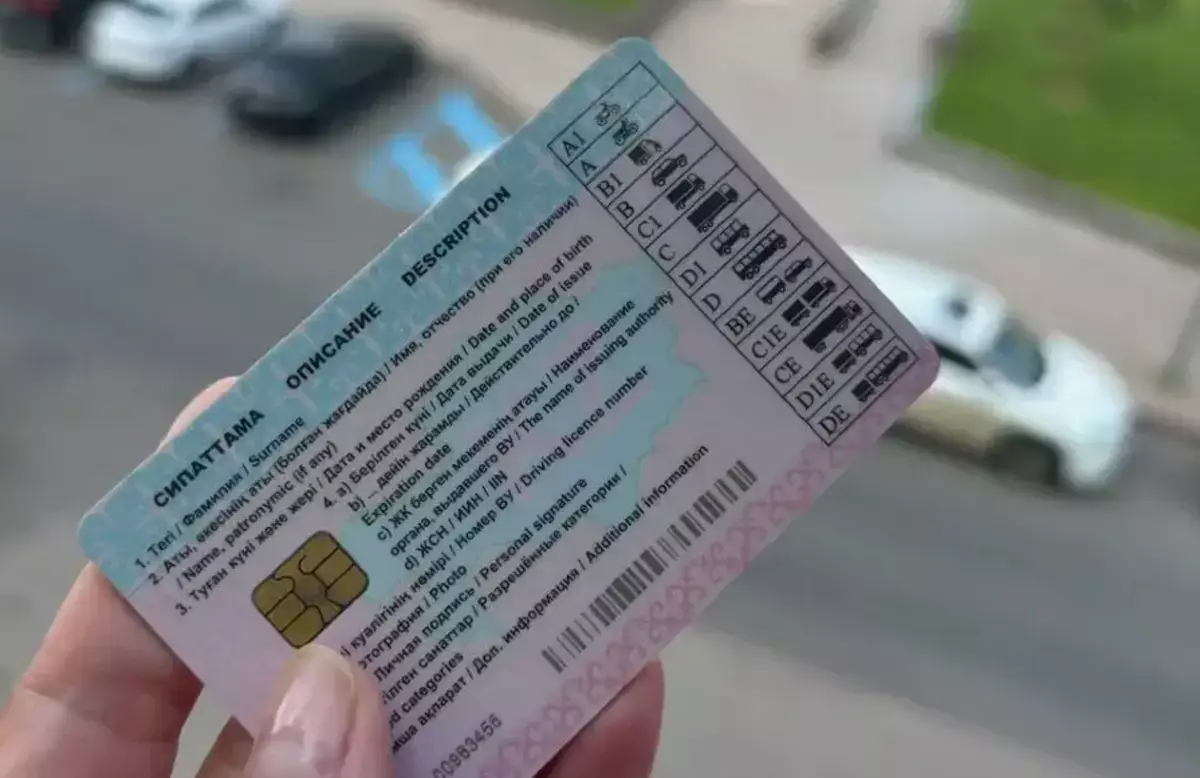 СИПАТТАМА ОПИСАНИЕ DESCRIPTION
1. Тегі / Фамилия / Surname
2. Аты, әкесінің аты (болған жағдайда) / Имя, отчество (при его наличии)
/ Name, patronymic (if any)
3. Туған күні және жері / Дата и место рождения / Date and place of birth
4. a) Берілген күні / Дата выдачи / Date of issue
b) ... дейін жарамды / Действительно до /
Expiration date
c) ЖК берген мекеменің атауы / Наименование
органа, выдавшего ВУ / The name of issuing authority
d) ЖСН / ИИН / IIN
куәлігінің нөмірі / Номер ВУ / Driving licence number
/ Photo
Личная подпись / Personal signature
санаттар / Разрешённые категории /
categories
ақпарат / Доп. информация / Additional information
00983456
A1
A
B1
B
C1
C
D1
D
BE
C1E
CE
D1E
DE